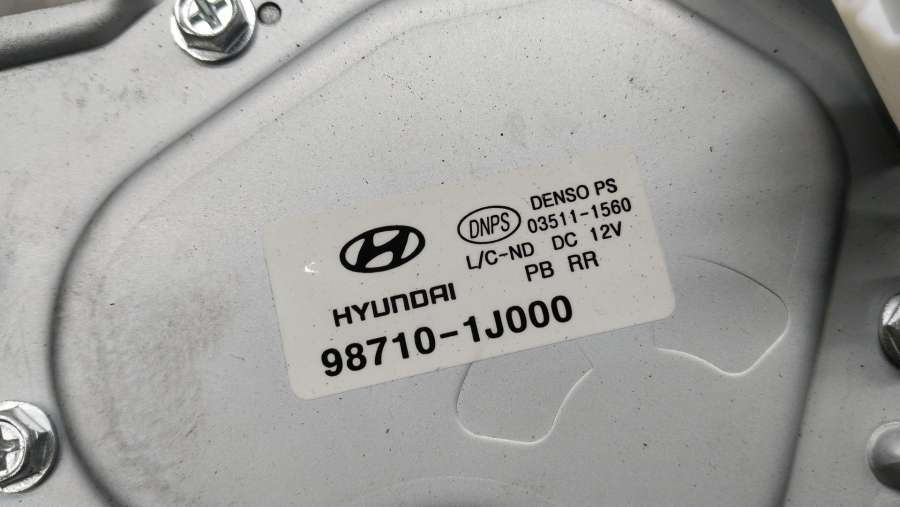 DENSO PS
DNPS 03511-1560
L/C-ND DC 12V
PB RR
HYUNDAI
98710-1J000